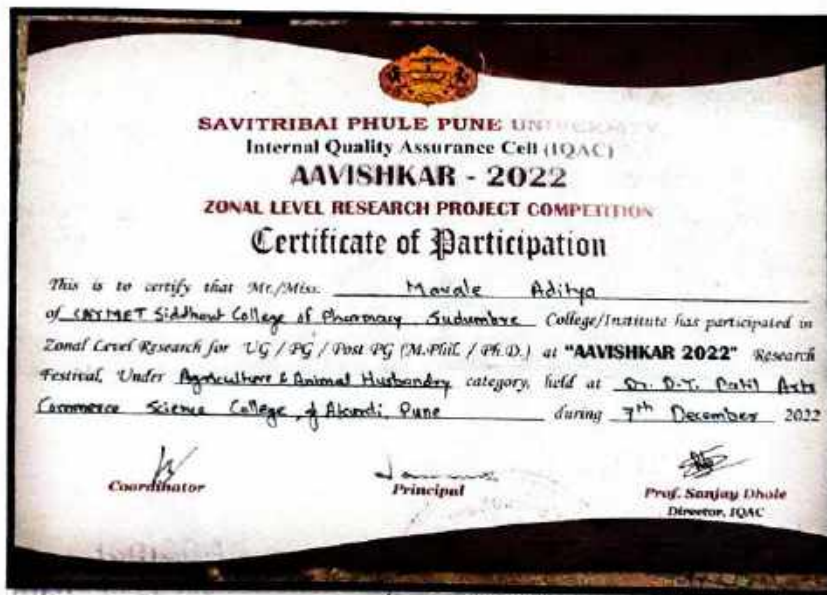 SAVITRIBAI PHULE PUNE UNIVERSITY
Internal Quality Assurance Cell (IQAC)
AAVISHKAR - 2022
ZONAL LEVEL RESEARCH PROJECT COMPETITION
Certificate of Participation
This is to certify that Mr./Miss. Mavale Aditya
of Siddhant College of Pharmacy Sudumbre College/Institute has participated in
Zonal Level Research for UG / PG / Post PG (M.Phil. / Ph.D.) at "AAVISHKAR 2022" Research
Festival, Under Agriculture & Animal Husbandry category, held at Dr. D.Y. Patil Arts
Commerce Science College, Akurdi, Pune during 7th December 2022
Coordinator
Principal
Prof. Sanjay Dhole
Director, IQAC